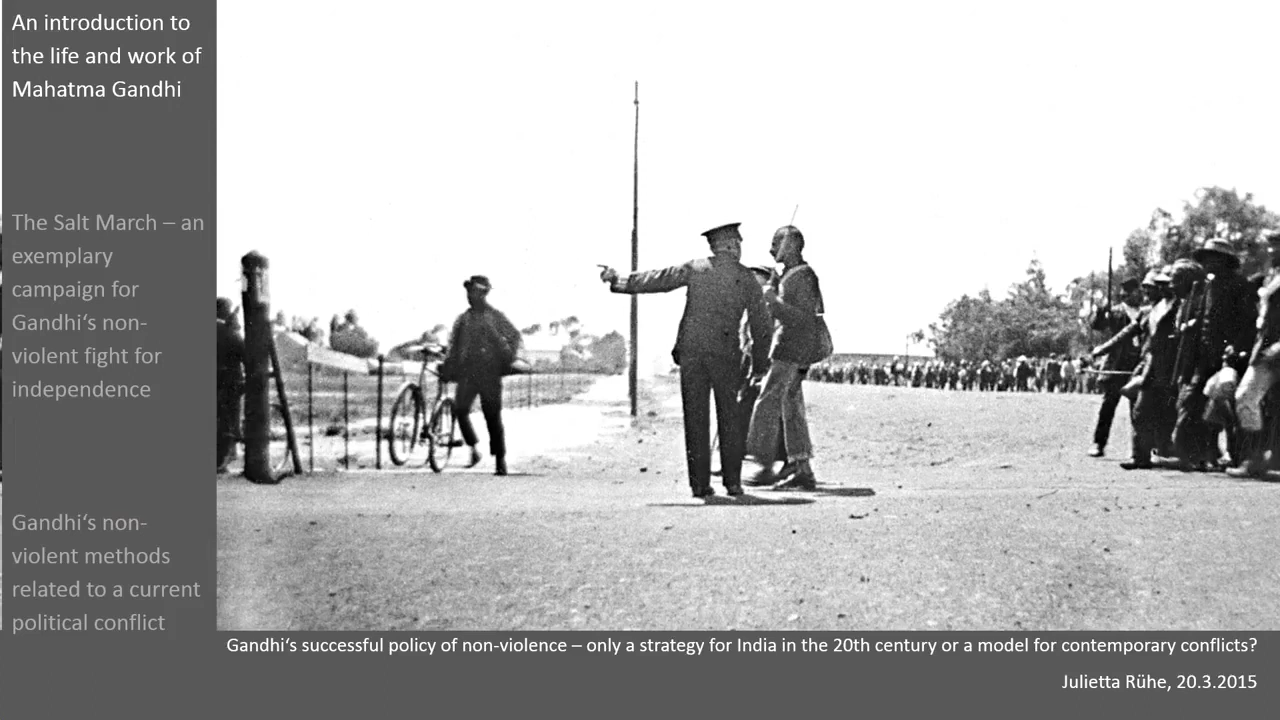 An introduction to
the life and work of
Mahatma Gandhi
The Salt March – an
exemplary
campaign for
Gandhi‘s non-
violent fight for
independence
Gandhi‘s non-
violent methods
related to a current
political conflict
Gandhi‘s successful policy of non-violence – only a strategy for India in the 20th century or a model for contemporary conflicts?
Julietta Rühe, 20.3.2015